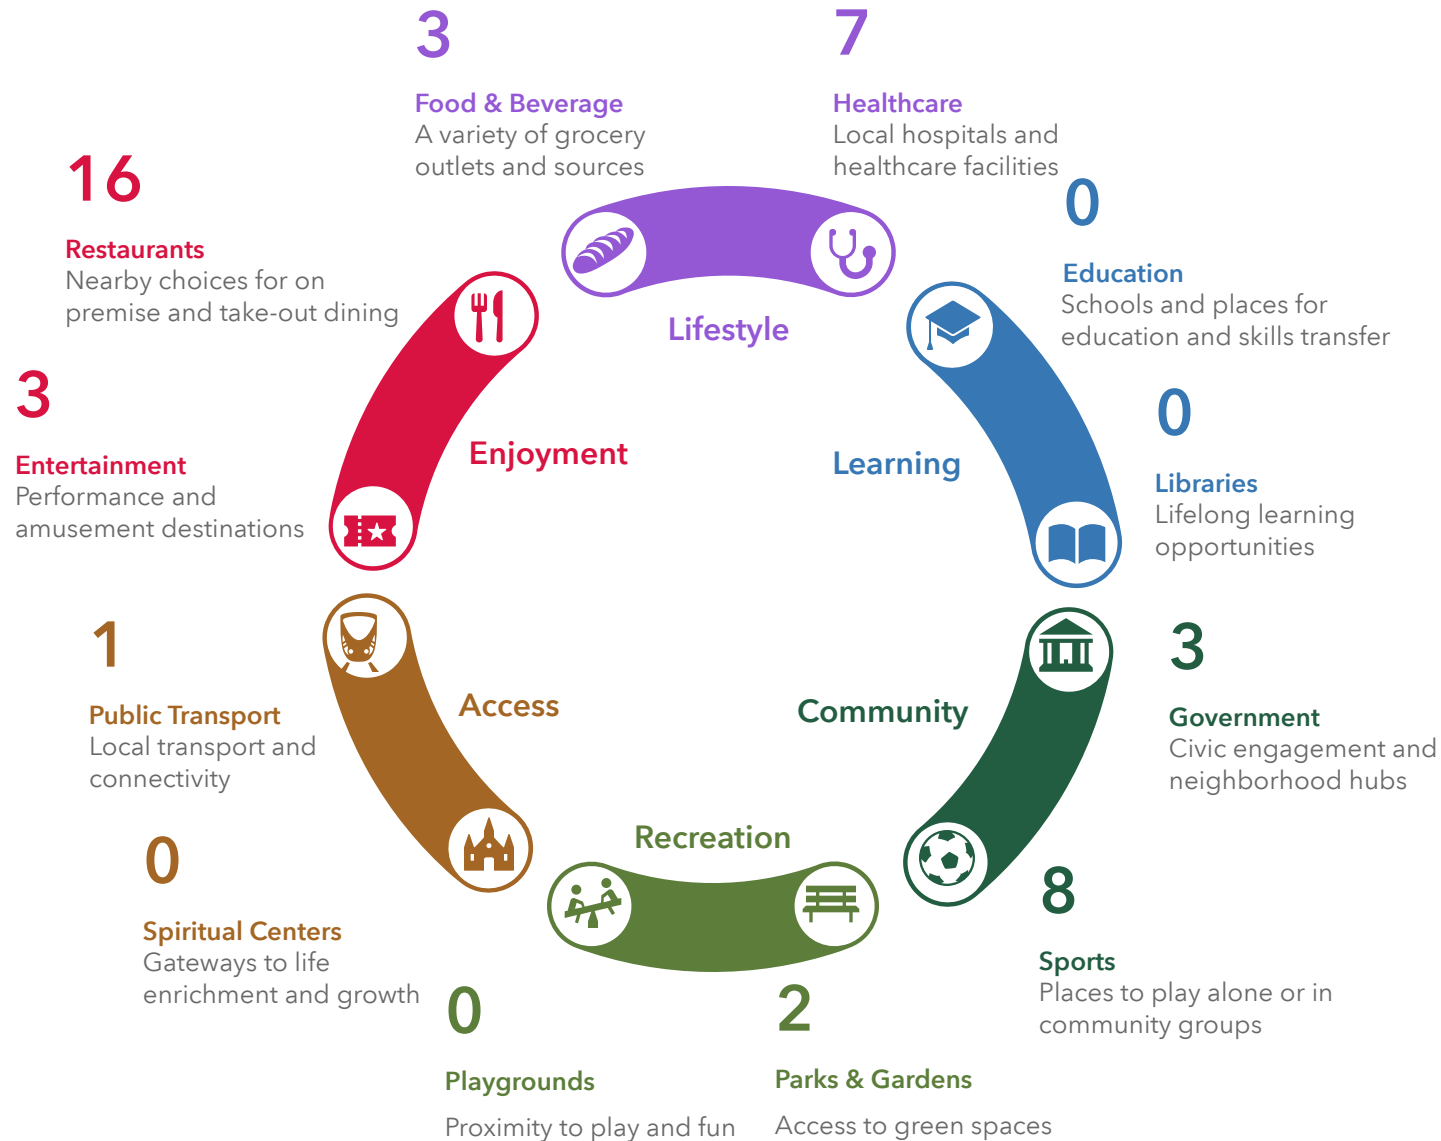 3
Food & Beverage
A variety of grocery
outlets and sources
7
Healthcare
Local hospitals and
healthcare facilities
16
Restaurants
Nearby choices for on
premise and take-out dining
0
Education
Schools and places for
education and skills transfer
Lifestyle
3
Entertainment
Performance and
amusement destinations
Enjoyment
Learning
0
Libraries
Lifelong learning
opportunities
1
Public Transport
Local transport and
connectivity
Access
Community
3
Government
Civic engagement and
neighborhood hubs
0
Spiritual Centers
Gateways to life
enrichment and growth
Recreation
8
Sports
Places to play alone or in
community groups
0
Playgrounds
Proximity to play and fun
2
Parks & Gardens
Access to green spaces